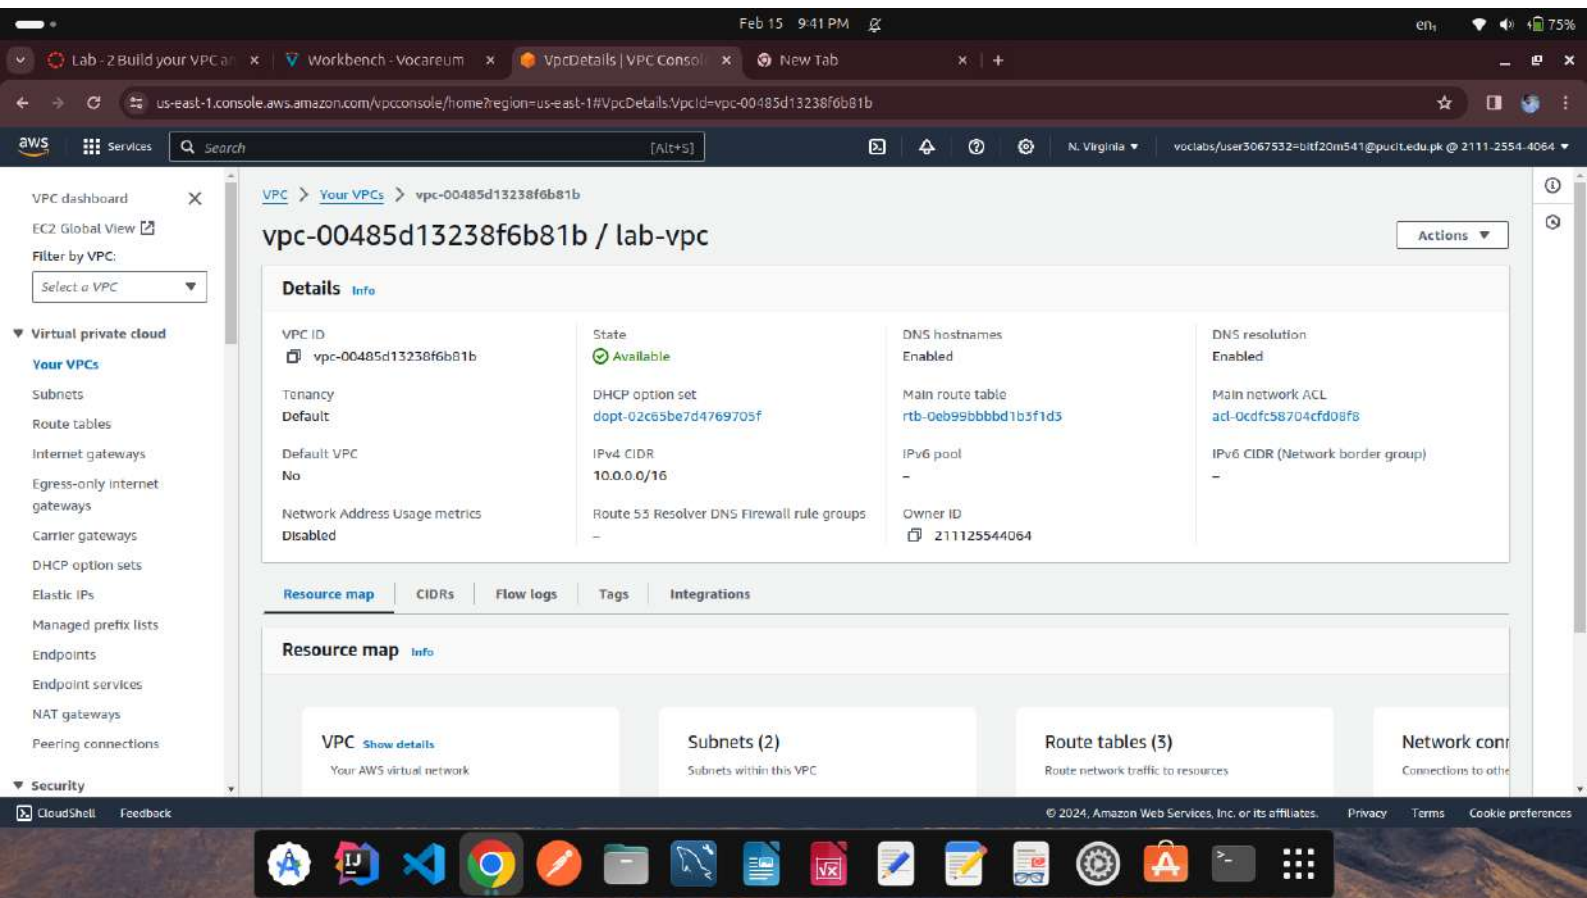 Feb 15 9:41 PM
en₁
75%
Lab - 2 Build your VPC an
Workbench - Vocareum
VpcDetails | VPC Consol
New Tab
us-east-1.console.aws.amazon.com/vpcconsole/home?region=us-east-1#VpcDetails:VpcId=vpc-00485d13238f6b81b
aws
Services
Search
[Alt+S]
N. Virginia
voclabs/user3067532=bitf20m541@pucit.edu.pk @ 2111-2554-4064
VPC dashboard
EC2 Global View
Filter by VPC:
Select a VPC
Virtual private cloud
Your VPCs
Subnets
Route tables
Internet gateways
Egress-only internet
gateways
Carrier gateways
DHCP option sets
Elastic IPs
Managed prefix lists
Endpoints
Endpoint services
NAT gateways
Peering connections
Security
VPC > Your VPCs > vpc-00485d13238f6b81b
vpc-00485d13238f6b81b / lab-vpc
Actions
Details Info
VPC ID
vpc-00485d13238f6b81b
State
Available
DNS hostnames
Enabled
DNS resolution
Enabled
Tenancy
Default
DHCP option set
dopt-02c65be7d4769705f
Main route table
rtb-0eb99bbbbd1b3f1d3
Main network ACL
acl-0cdfc58704cfd08f8
Default VPC
No
IPv4 CIDR
10.0.0.0/16
IPv6 pool
–
IPv6 CIDR (Network border group)
–
Network Address Usage metrics
Disabled
Route 53 Resolver DNS Firewall rule groups
–
Owner ID
211125544064
Resource map
CIDRs
Flow logs
Tags
Integrations
Resource map Info
VPC Show details
Your AWS virtual network
Subnets (2)
Subnets within this VPC
Route tables (3)
Route network traffic to resources
Network conn
Connections to othe
CloudShell
Feedback
© 2024, Amazon Web Services, Inc. or its affiliates.
Privacy
Terms
Cookie preferences